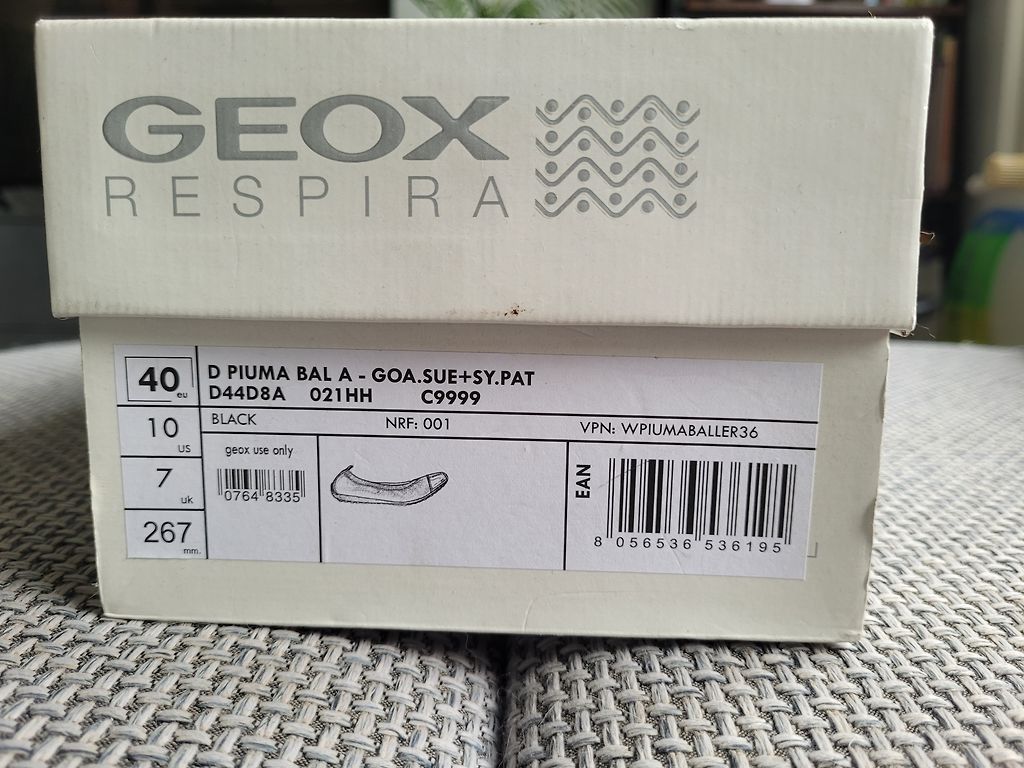 GEOX
RESPIRA
40 eu
D PIUMA BAL A - GOA.SUE+SY.PAT
D44D8A 021HH C9999
10 us
BLACK NRF: 001 VPN: WPIUMABALLER36
7 uk
geox use only
0764 8335
267 mm.
EAN
8 056536 536195